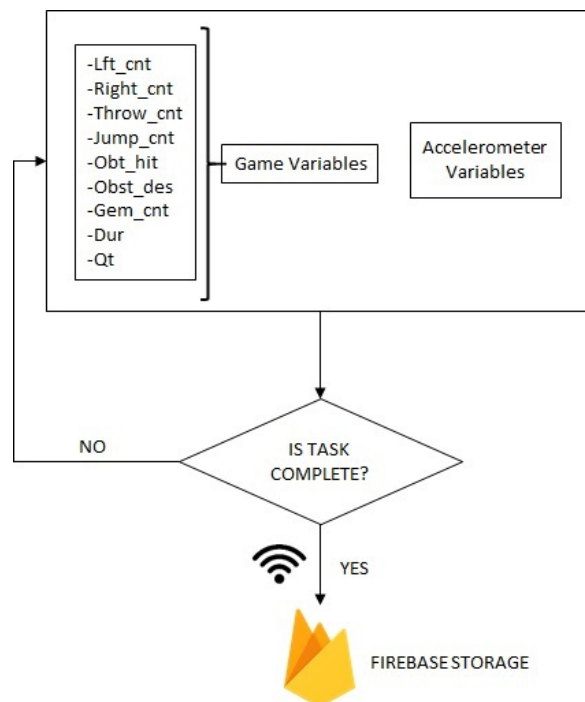 -Lft_cnt
-Right_cnt
-Throw_cnt
-Jump_cnt
-Obt_hit
-Obst_des
-Gem_cnt
-Dur
-Qt
Game Variables
Accelerometer
Variables
NO
IS TASK
COMPLETE?
YES
FIREBASE STORAGE